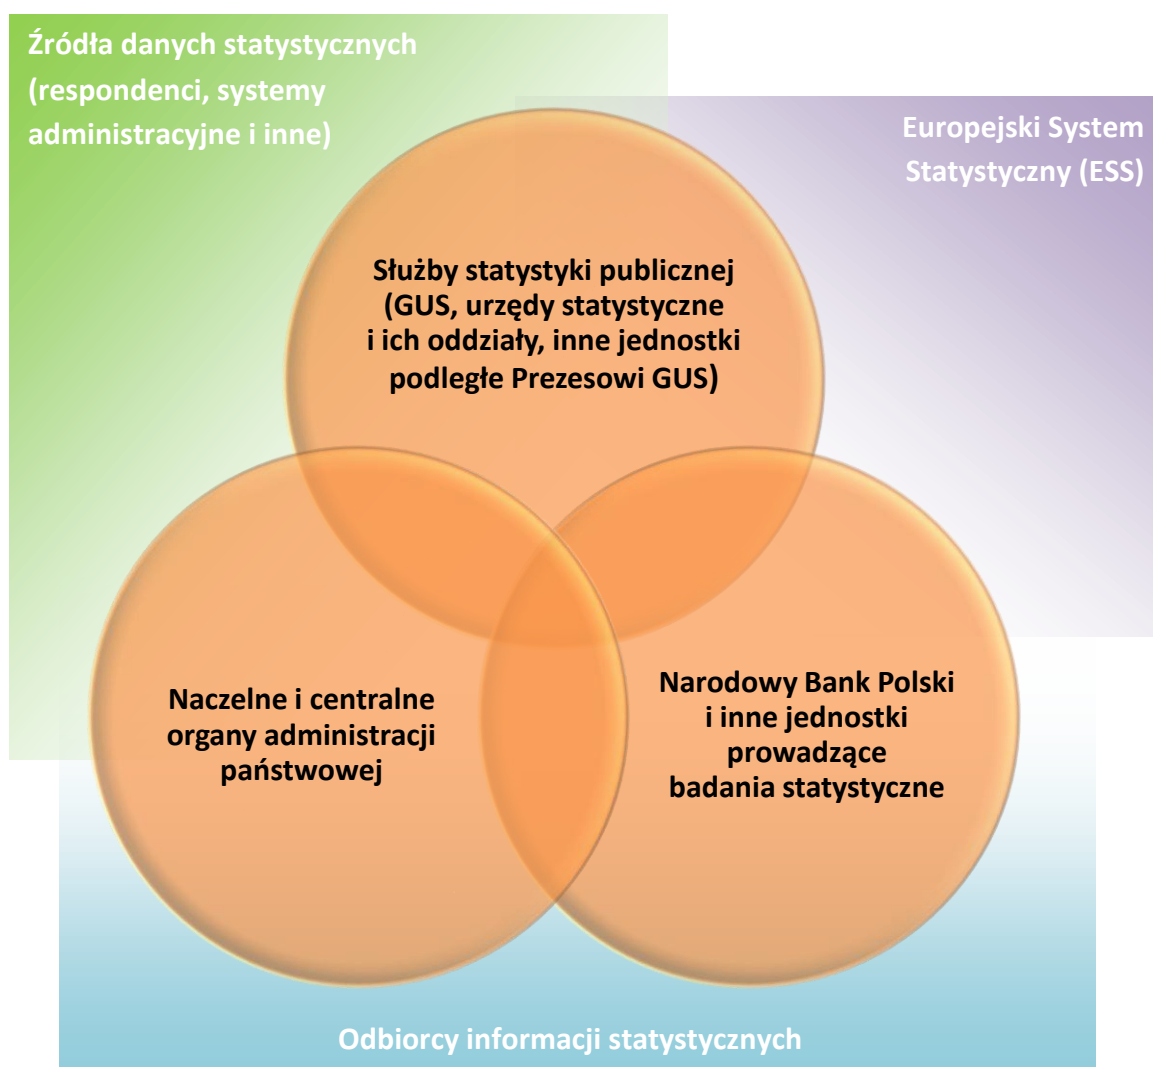 Źródła danych statystycznych
(respondenci, systemy
administracyjne i inne)
Europejski System
Statystyczny (ESS)
Służby statystyki publicznej
(GUS, urzędy statystyczne
i ich oddziały, inne jednostki
podległe Prezesowi GUS)
Naczelne i centralne
organy administracji
państwowej
Narodowy Bank Polski
i inne jednostki
prowadzące
badania statystyczne
Odbiorcy informacji statystycznych